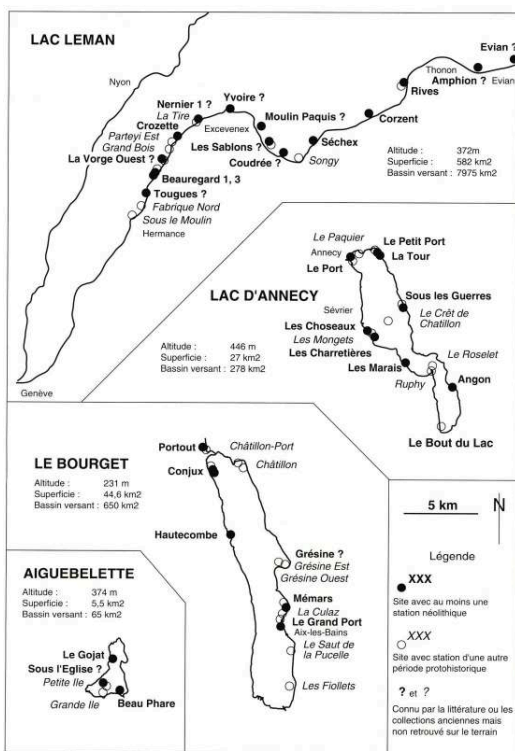 LAC LEMAN
Nyon
Evian ?
Thonon
Amphion ?
Evian
Rives
Yvoire ?
Nernier 1 ?
La Tire
Excevenex
Moulin Paquis ?
Corzent
Crozette
Parteyi Est
Grand Bois
Les Sablons ?
Séchex
La Vorge Ouest ?
Coudrée ?
Songy
Beauregard 1, 3
Tougues ?
Fabrique Nord
Sous le Moulin
Hermance
Genève
Altitude : 372m
Superficie : 582 km2
Bassin versant : 7975 km2
LAC D'ANNECY
Le Paquier
Le Petit Port
Annecy
La Tour
Le Port
Sévrier
Sous les Guerres
Le Crêt de
Chatillon
Les Choseaux
Les Mongets
Les Charretières
Le Roselet
Les Marais
Ruphy
Angon
Le Bout du Lac
Altitude : 446 m
Superficie : 27 km2
Bassin versant : 278 km2
LE BOURGET
Altitude : 231 m
Superficie : 44,6 km2
Bassin versant : 650 km2
Portout
Châtillon-Port
Conjux
Châtillon
Hautecombe
Grésine ?
Grésine Est
Grésine Ouest
Mémars
La Culaz
Le Grand Port
Aix-les-Bains
Le Saut de
la Pucelle
Les Fiollets
AIGUEBELETTE
Altitude : 374 m
Superficie : 5,5 km2
Bassin versant : 65 km2
Le Gojat
Sous l'Eglise ?
Petite Ile
Grande Ile
Beau Phare
5 km
N
Légende
XXX
Site avec au moins une
station néolithique
XXX
Site avec station d'une autre
période protohistorique
? et ?
Connu par la littérature ou les
collections anciennes mais
non retrouvé sur le terrain